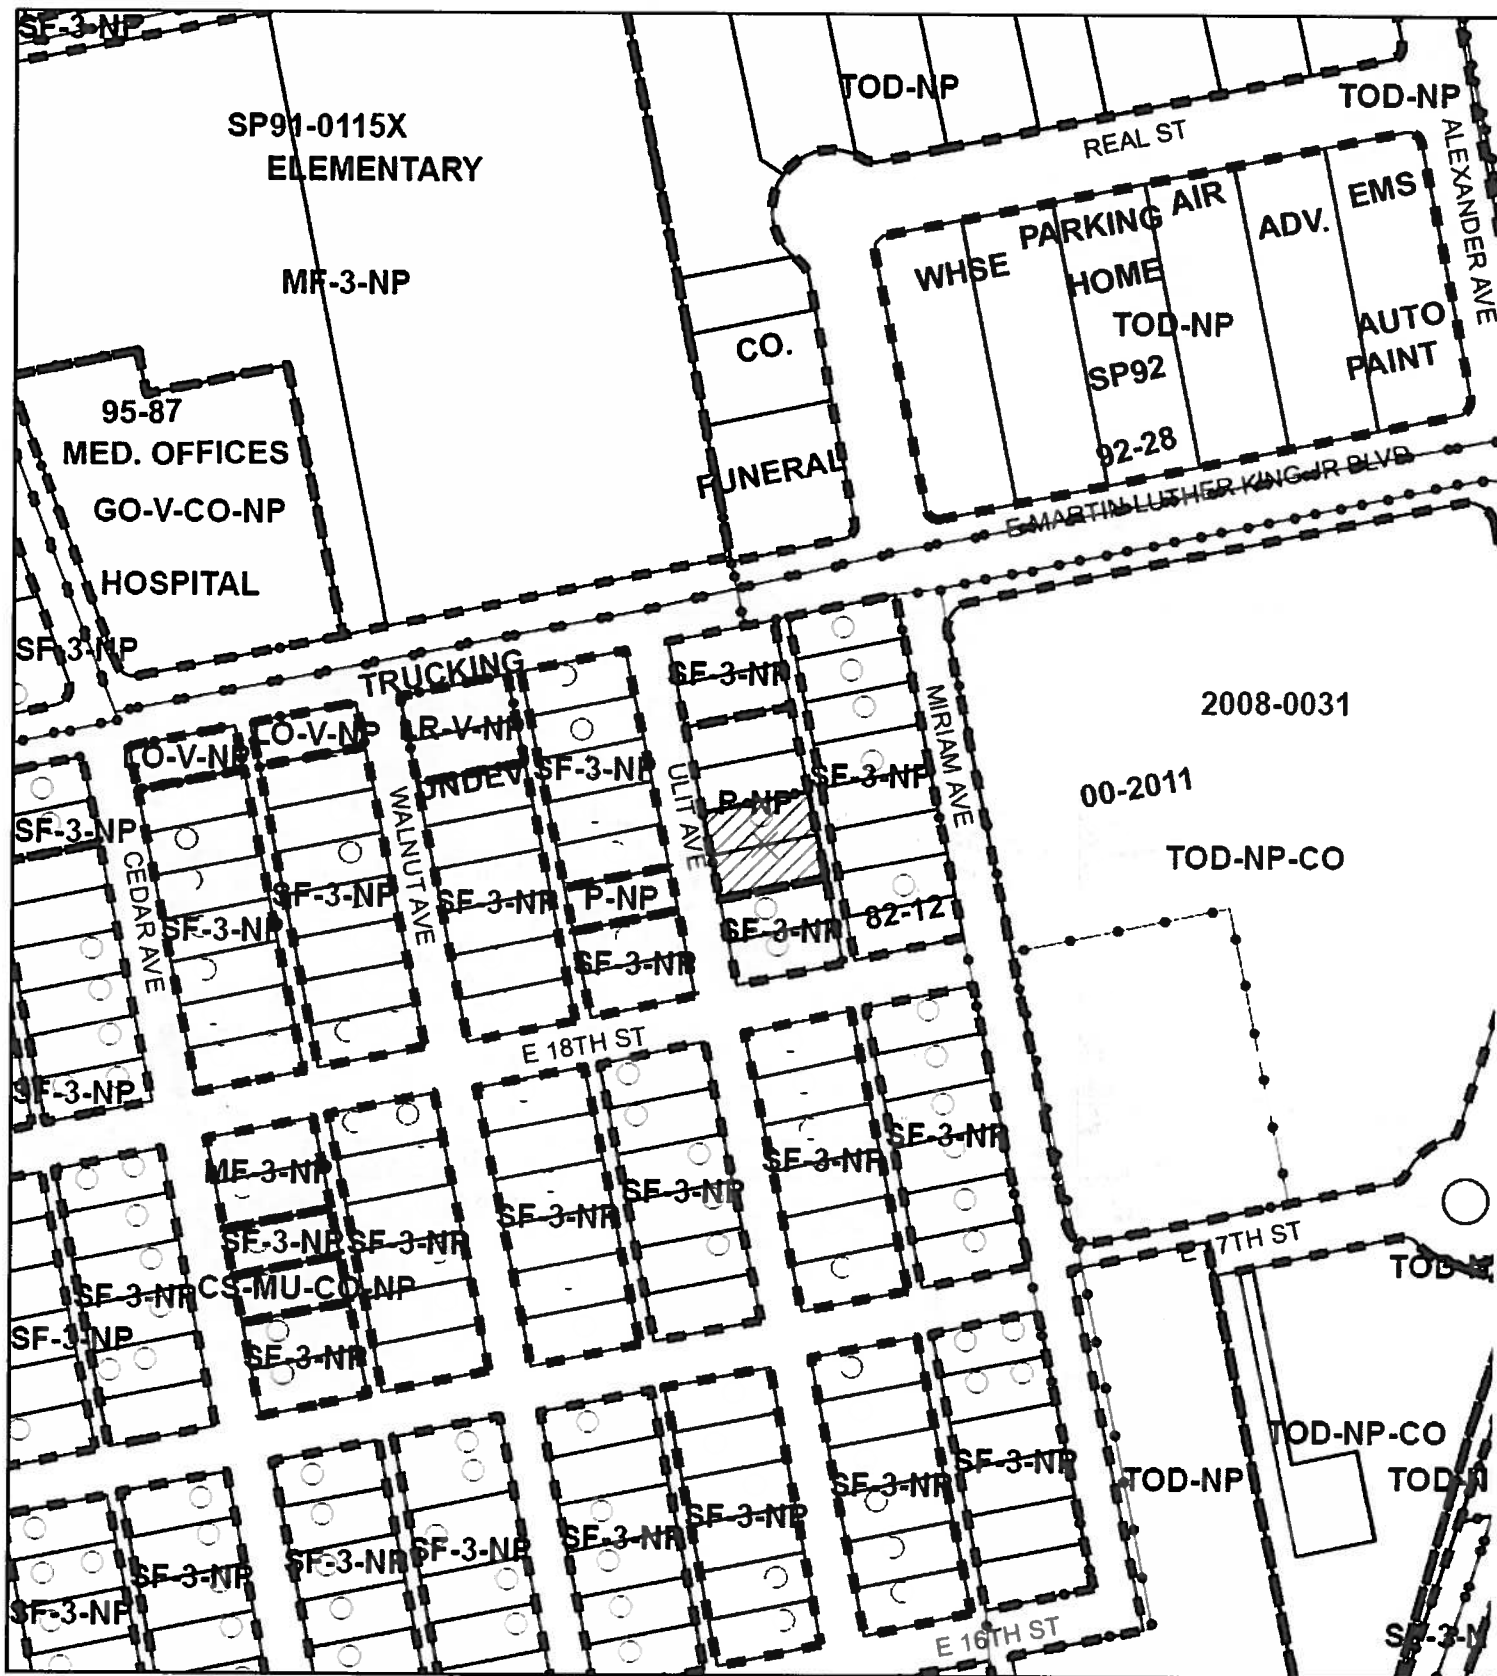 SF-3-NP
TOD-NP
TOD-NP
SP91-0115X
ELEMENTARY
REAL ST
ALEXANDER AVE
MF-3-NP
WHSE
PARKING
AIR
ADV.
EMS
HOME
TOD-NP
AUTO
PAINT
CO.
SP92
92-28
95-87
MED. OFFICES
GO-V-CO-NP
HOSPITAL
FUNERAL
E MARTIN LUTHER KING JR BLVD
SF-3-NP
TRUCKING
SF-3-NP
MIRIAM AVE
2008-0031
LO-V-NP
LO-V-NP
LR-V-NP
UNDEV
SF-3-NP
ULIT AVE
SF-3-NP
00-2011
P-NP
TOD-NP-CO
SF-3-NP
CEDAR AVE
WALNUT AVE
SF-3-NP
SF-3-NP
SF-3-NP
P-NP
SF-3-NP
82-12
SF-3-NP
E 18TH ST
SF-3-NP
MF-3-NP
SF-3-NP
SF-3-NP
SF-3-NP
SF-3-NP
SF-3-NP
SF-3-NP
E 17TH ST
TOD-N
SF-3-NP
CS-MU-CO-NP
SF-3-NP
SF-3-NP
TOD-NP-CO
SF-3-NP
SF-3-NP
TOD-NP
TOD-N
SF-3-NP
SF-3-NP
SF-3-NP
SF-3-NP
SF-3-NP
SF-3-NP
E 16TH ST